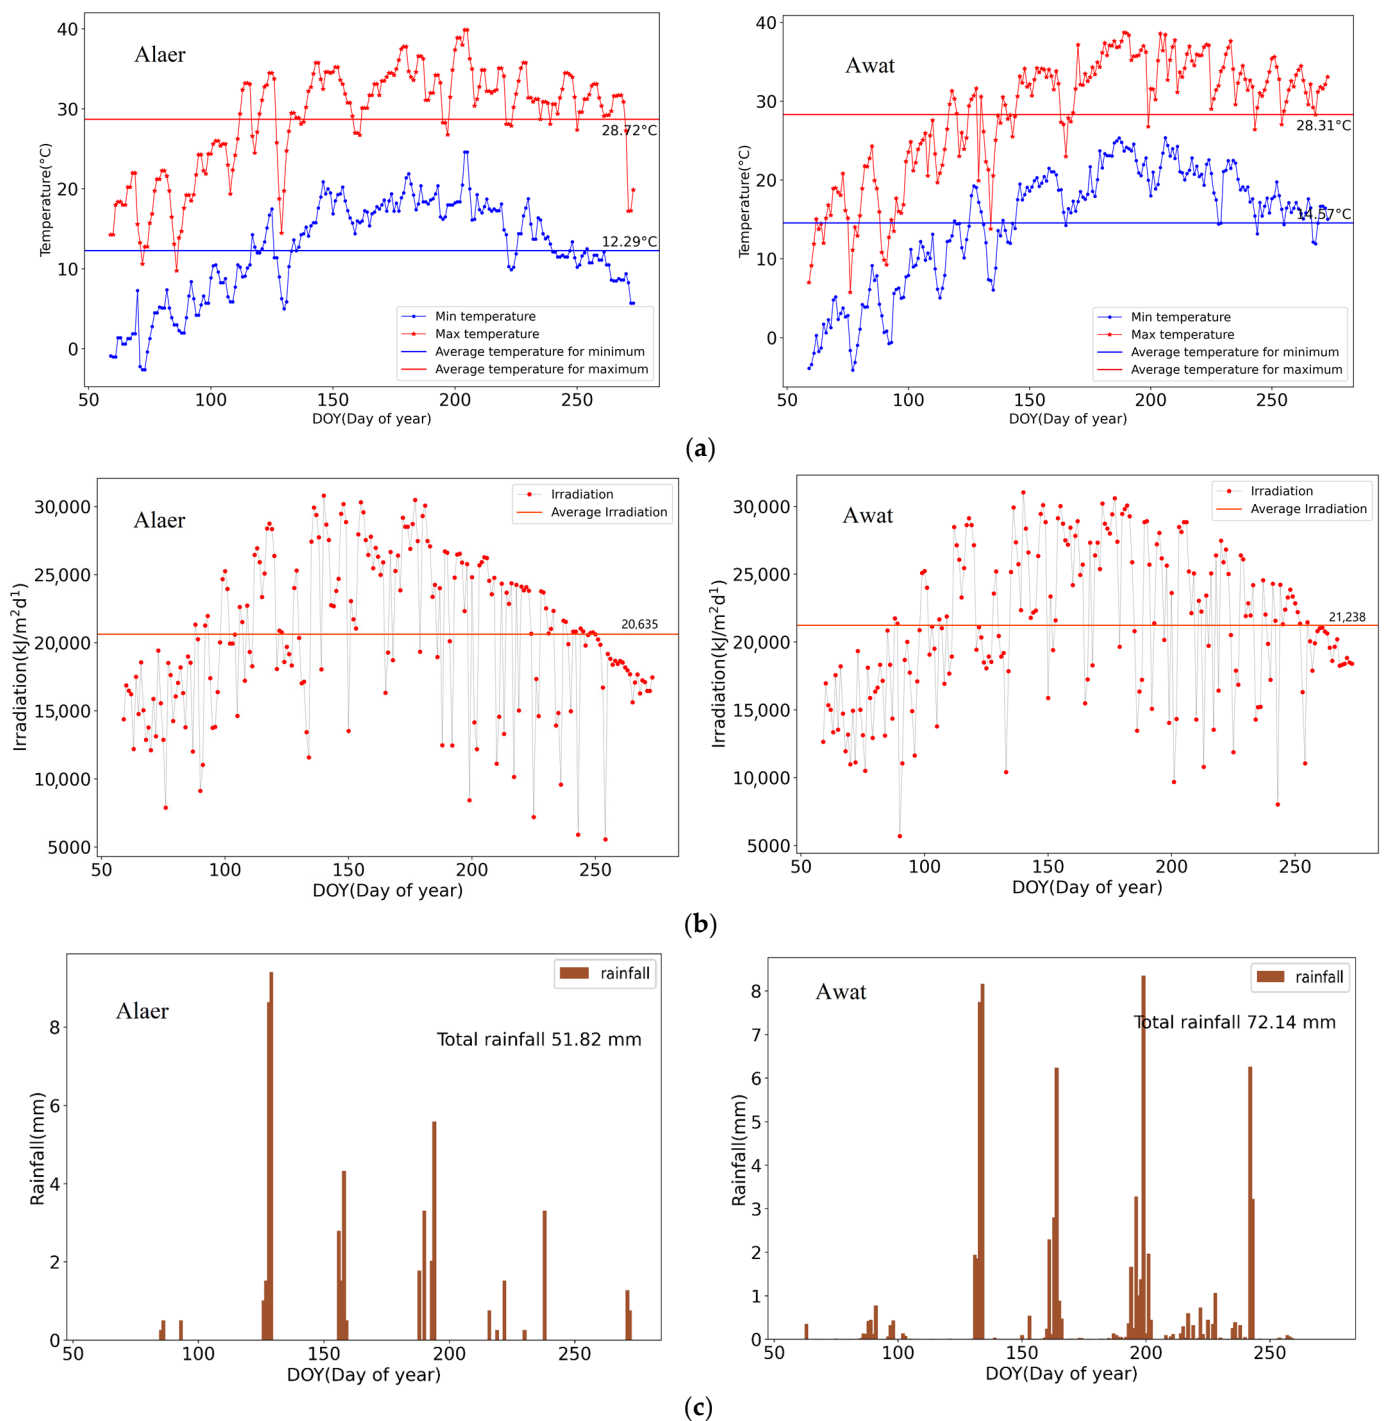 Alaer
40
30
20
10
0
Temperature(°C)
28.72°C
12.29°C
Min temperature
Max temperature
Average temperature for minimum
Average temperature for maximum
50 100 150 200 250
DOY(Day of year)
Awat
40
30
20
10
0
Temperature(°C)
28.31°C
14.57°C
Min temperature
Max temperature
Average temperature for minimum
Average temperature for maximum
50 100 150 200 250
DOY(Day of year)
(a)
Alaer
30,000
25,000
20,000
15,000
10,000
5000
Irradiation(kJ/m²d¹)
Irradiation
Average Irradiation
20,635
50 100 150 200 250
DOY(Day of year)
Awat
30,000
25,000
20,000
15,000
10,000
5000
Irradiation(kJ/m²d¹)
Irradiation
Average Irradiation
21,238
50 100 150 200 250
DOY(Day of year)
(b)
Alaer
rainfall
Total rainfall 51.82 mm
8
6
4
2
0
Rainfall(mm)
50 100 150 200 250
DOY(Day of year)
Awat
rainfall
Total rainfall 72.14 mm
8
7
6
5
4
3
2
1
0
Rainfall(mm)
50 100 150 200 250
DOY(Day of year)
(c)